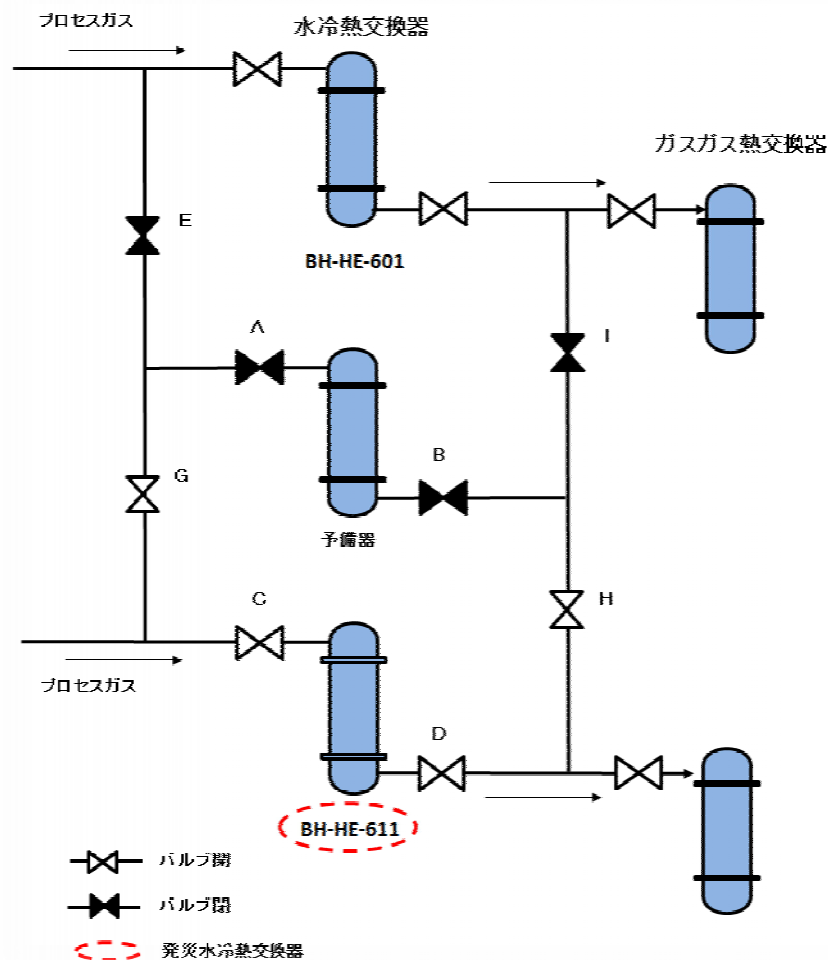 プロセスガス
水冷熱交換器
ガスガス熱交換器
E
BH-HE-601
A
I
B
G
予備器
C
H
プロセスガス
D
BH-HE-611
バルブ開
バルブ閉
発災水冷熱交換器